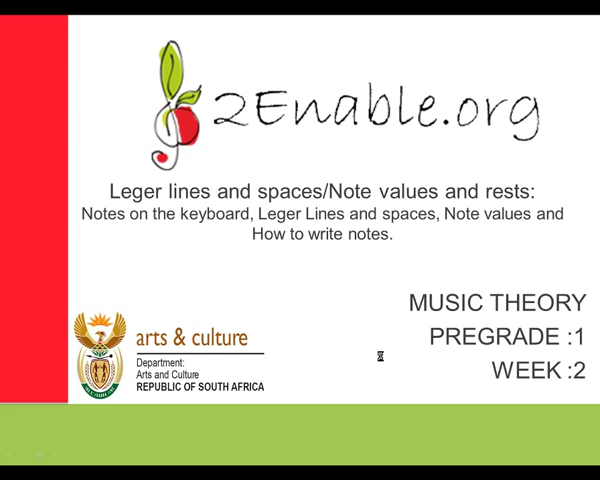 2Enable.org
Leger lines and spaces/Note values and rests:
Notes on the keyboard, Leger Lines and spaces, Note values and
How to write notes.
MUSIC THEORY
PREGRADE :1
WEEK :2
arts & culture
Department:
Arts and Culture
REPUBLIC OF SOUTH AFRICA